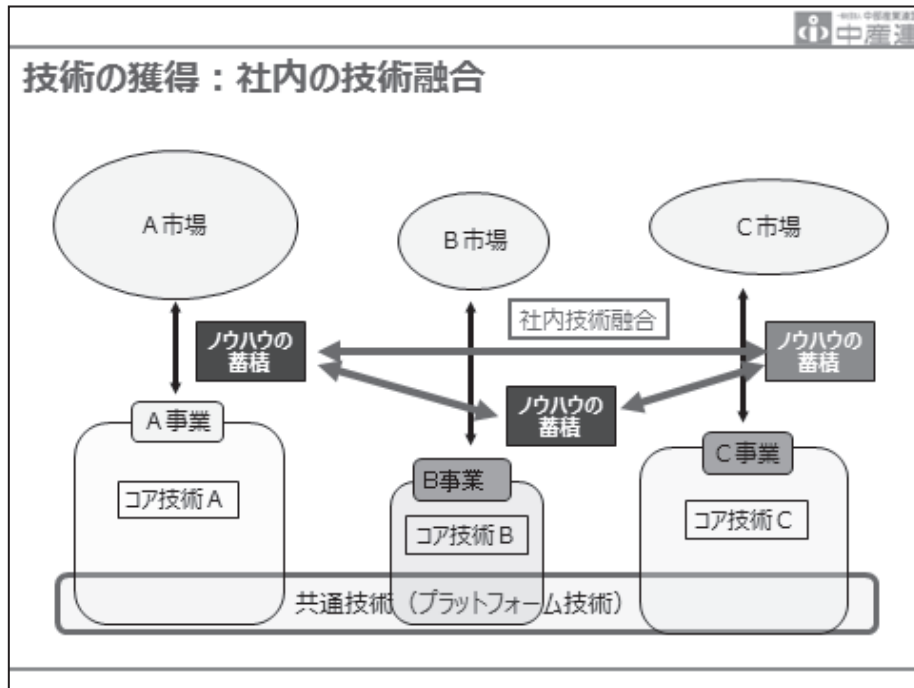 中産連
技術の獲得：社内の技術融合
A市場
B市場
C市場
社内技術融合
ノウハウの
蓄積
ノウハウの
蓄積
ノウハウの
蓄積
A事業
B事業
C事業
コア技術A
コア技術B
コア技術C
共通技術（プラットフォーム技術）